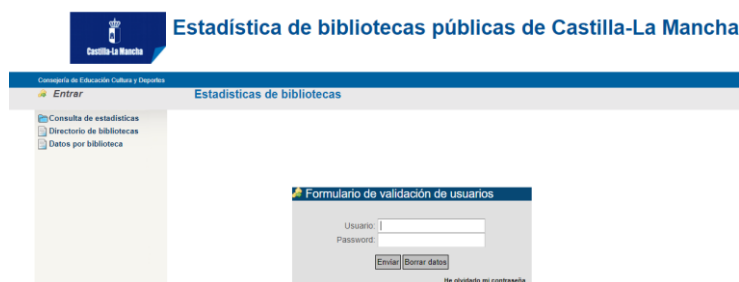 Estadística de bibliotecas públicas de Castilla-La Mancha
Castilla-La Mancha
Consejería de Educación Cultura y Deportes
Entrar
Estadísticas de bibliotecas
Consulta de estadísticas
Directorio de bibliotecas
Datos por biblioteca
Formulario de validación de usuarios
Usuario:
Password:
Enviar Borrar datos
He olvidado mi contraseña